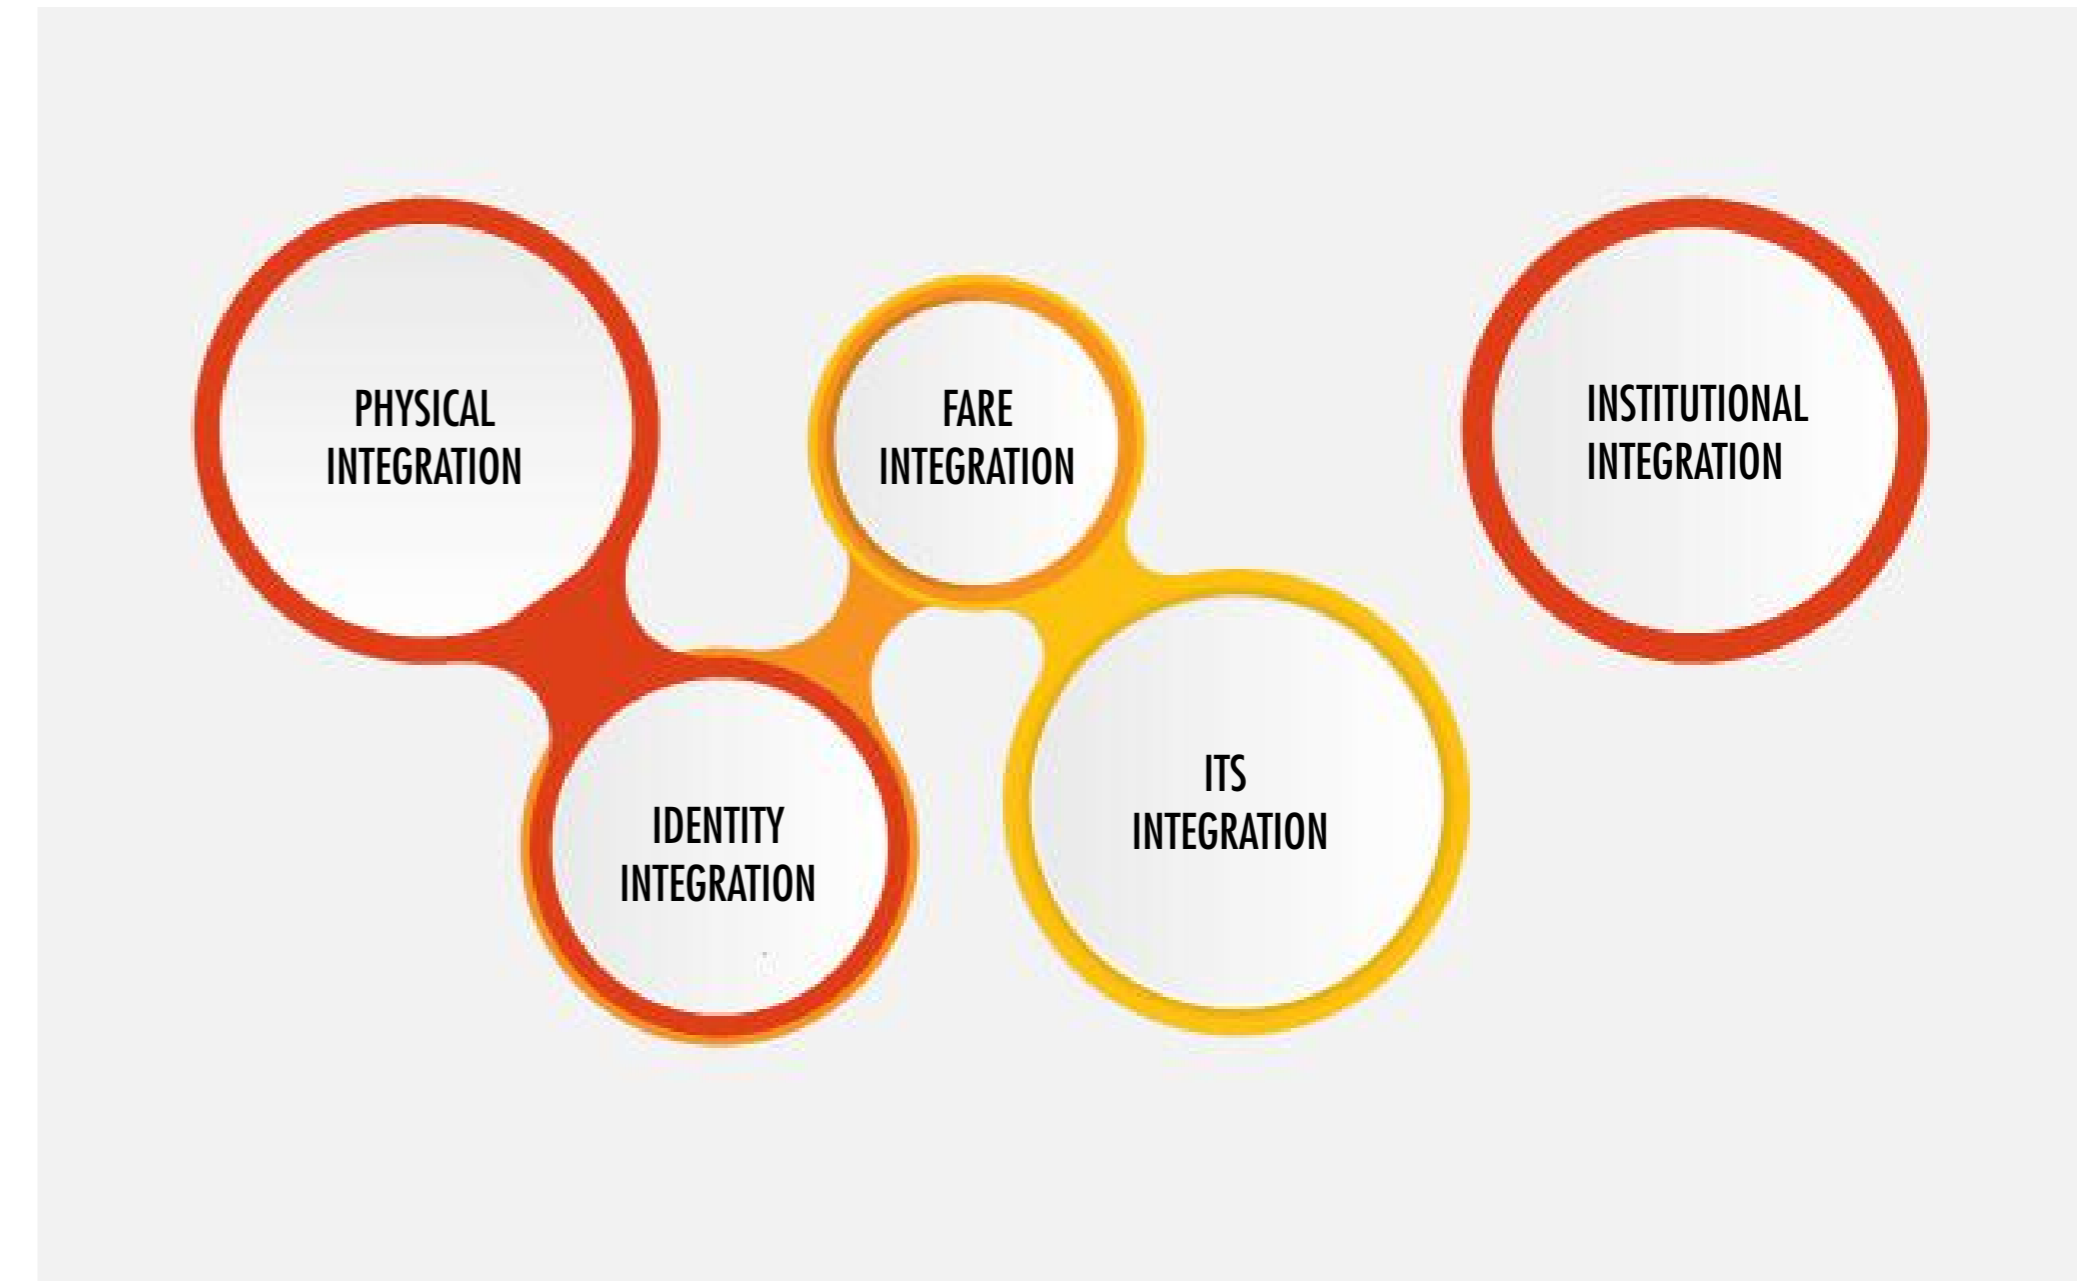 PHYSICAL
INTEGRATION
IDENTITY
INTEGRATION
FARE
INTEGRATION
ITS
INTEGRATION
INSTITUTIONAL
INTEGRATION